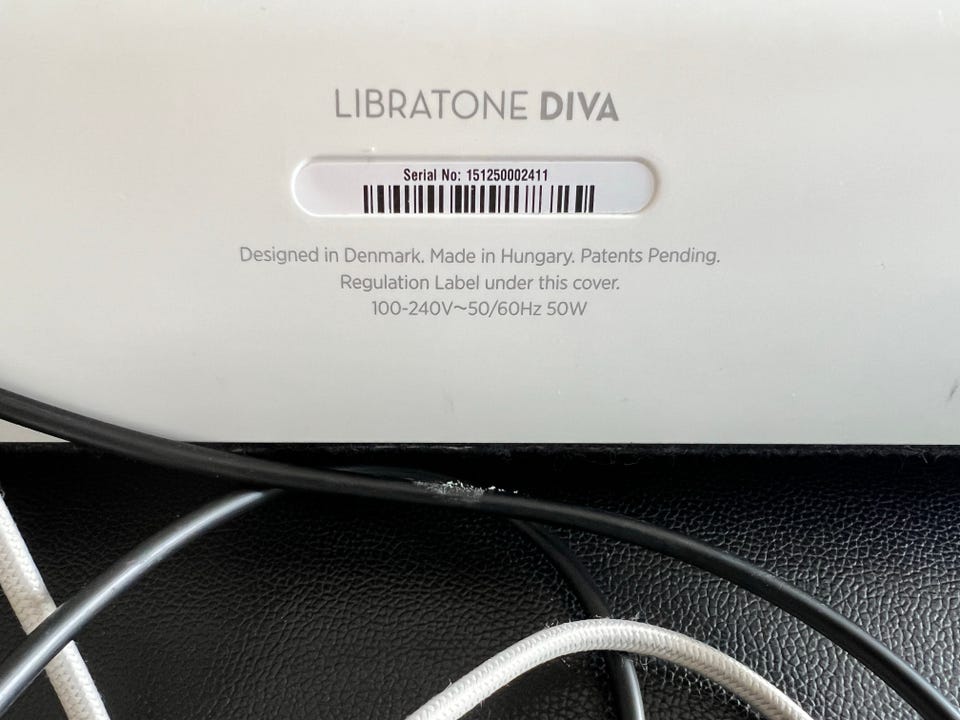 LIBRATONE DIVA
Serial No: 151250002411
Designed in Denmark. Made in Hungary. Patents Pending.
Regulation Label under this cover.
100-240V~50/60Hz 50W